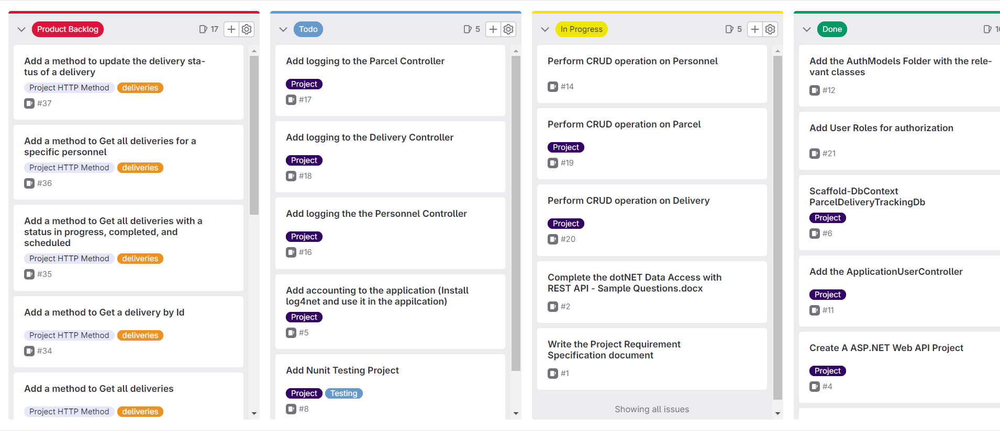 Product Backlog
17
Add a method to update the delivery sta-
tus of a delivery
Project HTTP Method deliveries
#37
Add a method to Get all deliveries for a
specific personnel
Project HTTP Method deliveries
#36
Add a method to Get all deliveries with a
status in progress, completed, and
scheduled
Project HTTP Method deliveries
#35
Add a method to Get a delivery by Id
Project HTTP Method deliveries
#34
Add a method to Get all deliveries
Project HTTP Method deliveries
Todo
5
Add logging to the Parcel Controller
Project
#17
Add logging to the Delivery Controller
Project
#18
Add logging the the Personnel Controller
Project
#16
Add accounting to the application (Install
log4net and use it in the appilcation)
Project
#5
Add Nunit Testing Project
Project Testing
#8
In Progress
5
Perform CRUD operation on Personnel
#14
Perform CRUD operation on Parcel
Project
#19
Perform CRUD operation on Delivery
Project
#20
Complete the dotNET Data Access with
REST API - Sample Questions.docx
#2
Write the Project Requirement
Specification document
#1
Showing all issues
Done
Add the AuthModels Folder with the rele-
vant classes
#12
Add User Roles for authorization
#21
Scaffold-DbContext
ParcelDeliveryTrackingDb
Project
#6
Add the ApplicationUserController
Project
#11
Create A ASP.NET Web API Project
Project
#4